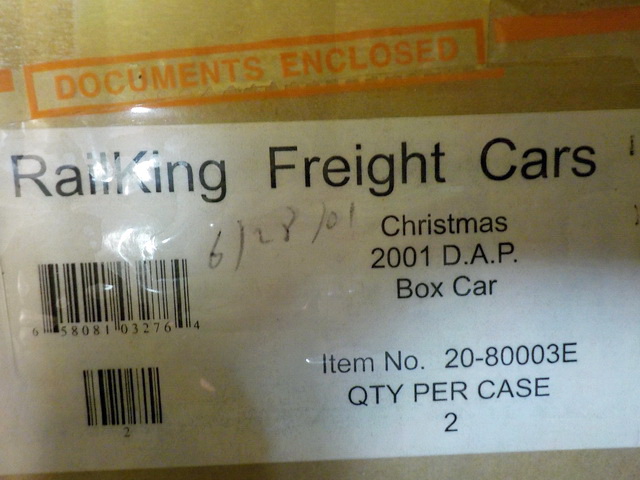 DOCUMENTS ENCLOSED
RailKing Freight Cars
6/28/01
Christmas
2001 D.A.P.
Box Car
6 58081 03276 4
Item No. 20-80003E
QTY PER CASE
2
2